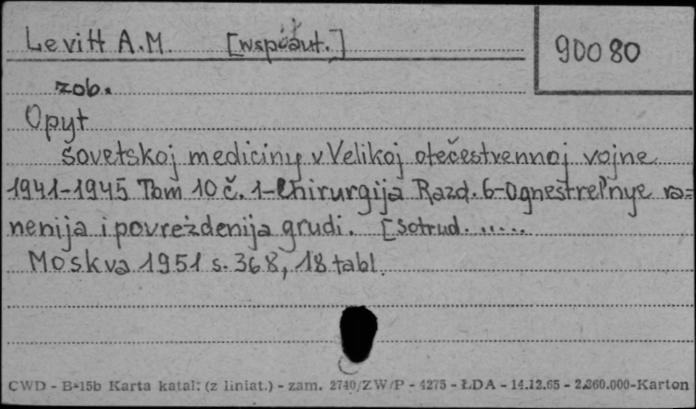 Levitt A.M. [współaut.]
90080
zob.
Opyt
sovetskoj mediciny v Velikoj otečestvennoj vojne
1941-1945 Tom 10 č. 1-Chirurgija Razd. 6-Ognestrel'nye ra=
nenija i povreždenija grudi. [Sotrud. ......
Moskva 1951 s. 368, 18 tabl.
CWD - B-15b Karta katal: (z liniat.) - zam. 2740/ZW/P - 4275 - ŁDA - 14.12.65 - 2.360.000-Karton